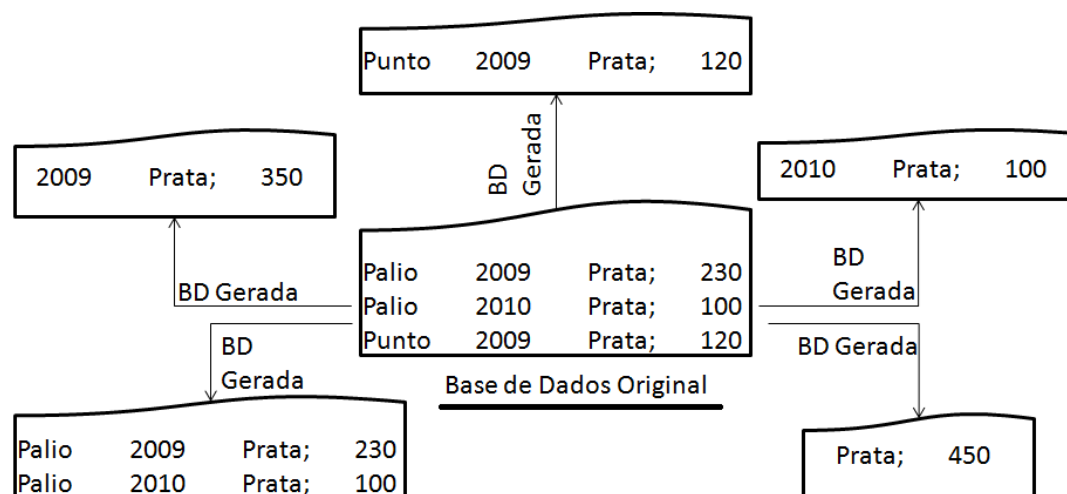 Punto 2009 Prata; 120
BD
Gerada
2009 Prata; 350
2010 Prata; 100
BD Gerada
Palio 2009 Prata; 230
Palio 2010 Prata; 100
Punto 2009 Prata; 120
BD
Gerada
BD
Gerada
BD Gerada
Base de Dados Original
Palio 2009 Prata; 230
Palio 2010 Prata; 100
Prata; 450